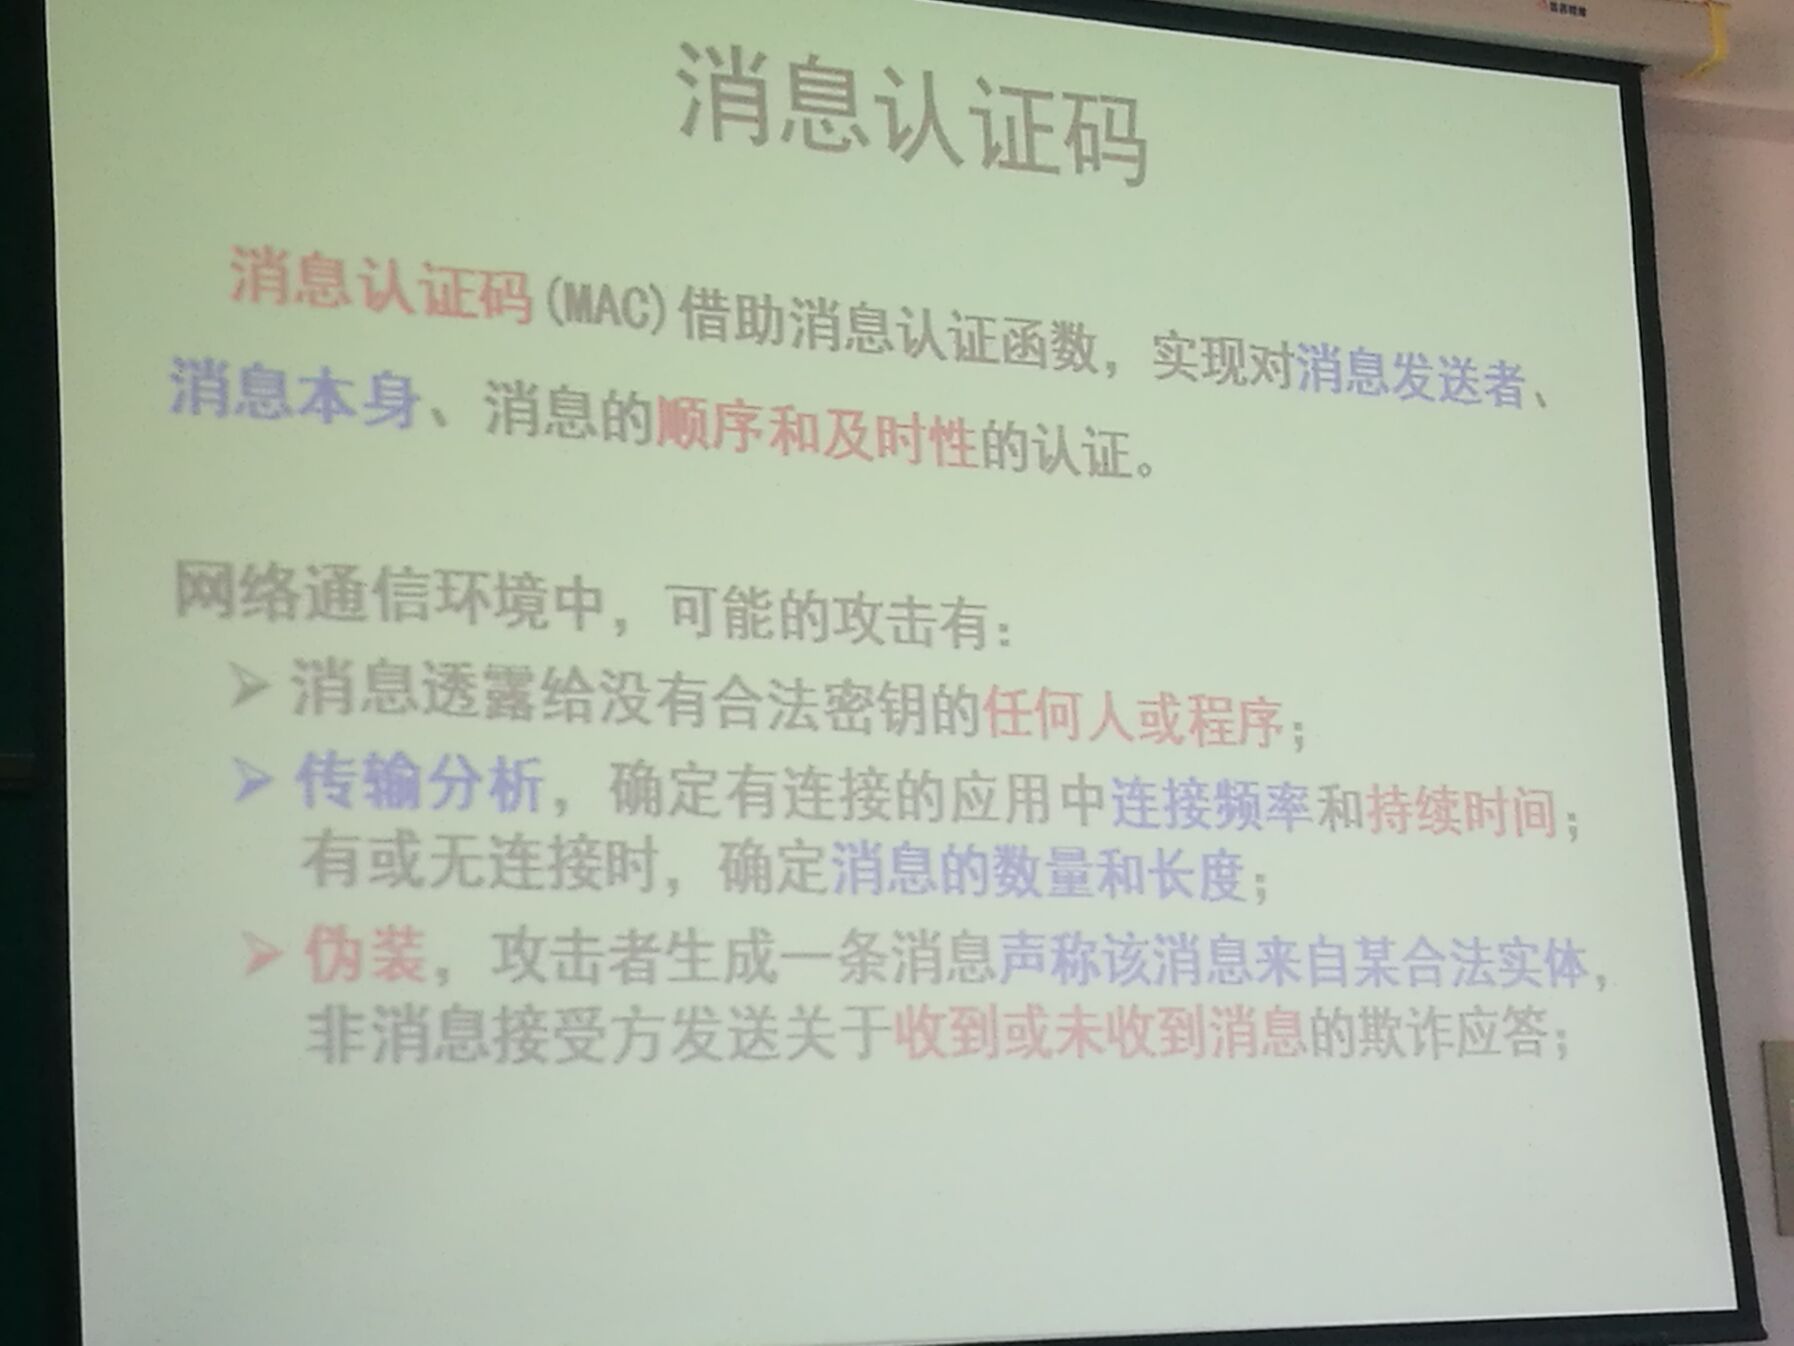 消息认证码
消息认证码(MAC)借助消息认证函数，实现对消息发送者、
消息本身、消息的顺序和及时性的认证。
网络通信环境中，可能的攻击有：
➢ 消息透露给没有合法密钥的任何人或程序；
➢ 传输分析，确定有连接的应用中连接频率和持续时间；
有或无连接时，确定消息的数量和长度；
➢ 伪装，攻击者生成一条消息声称该消息来自某合法实体，
非消息接受方发送关于收到或未收到消息的欺诈应答；